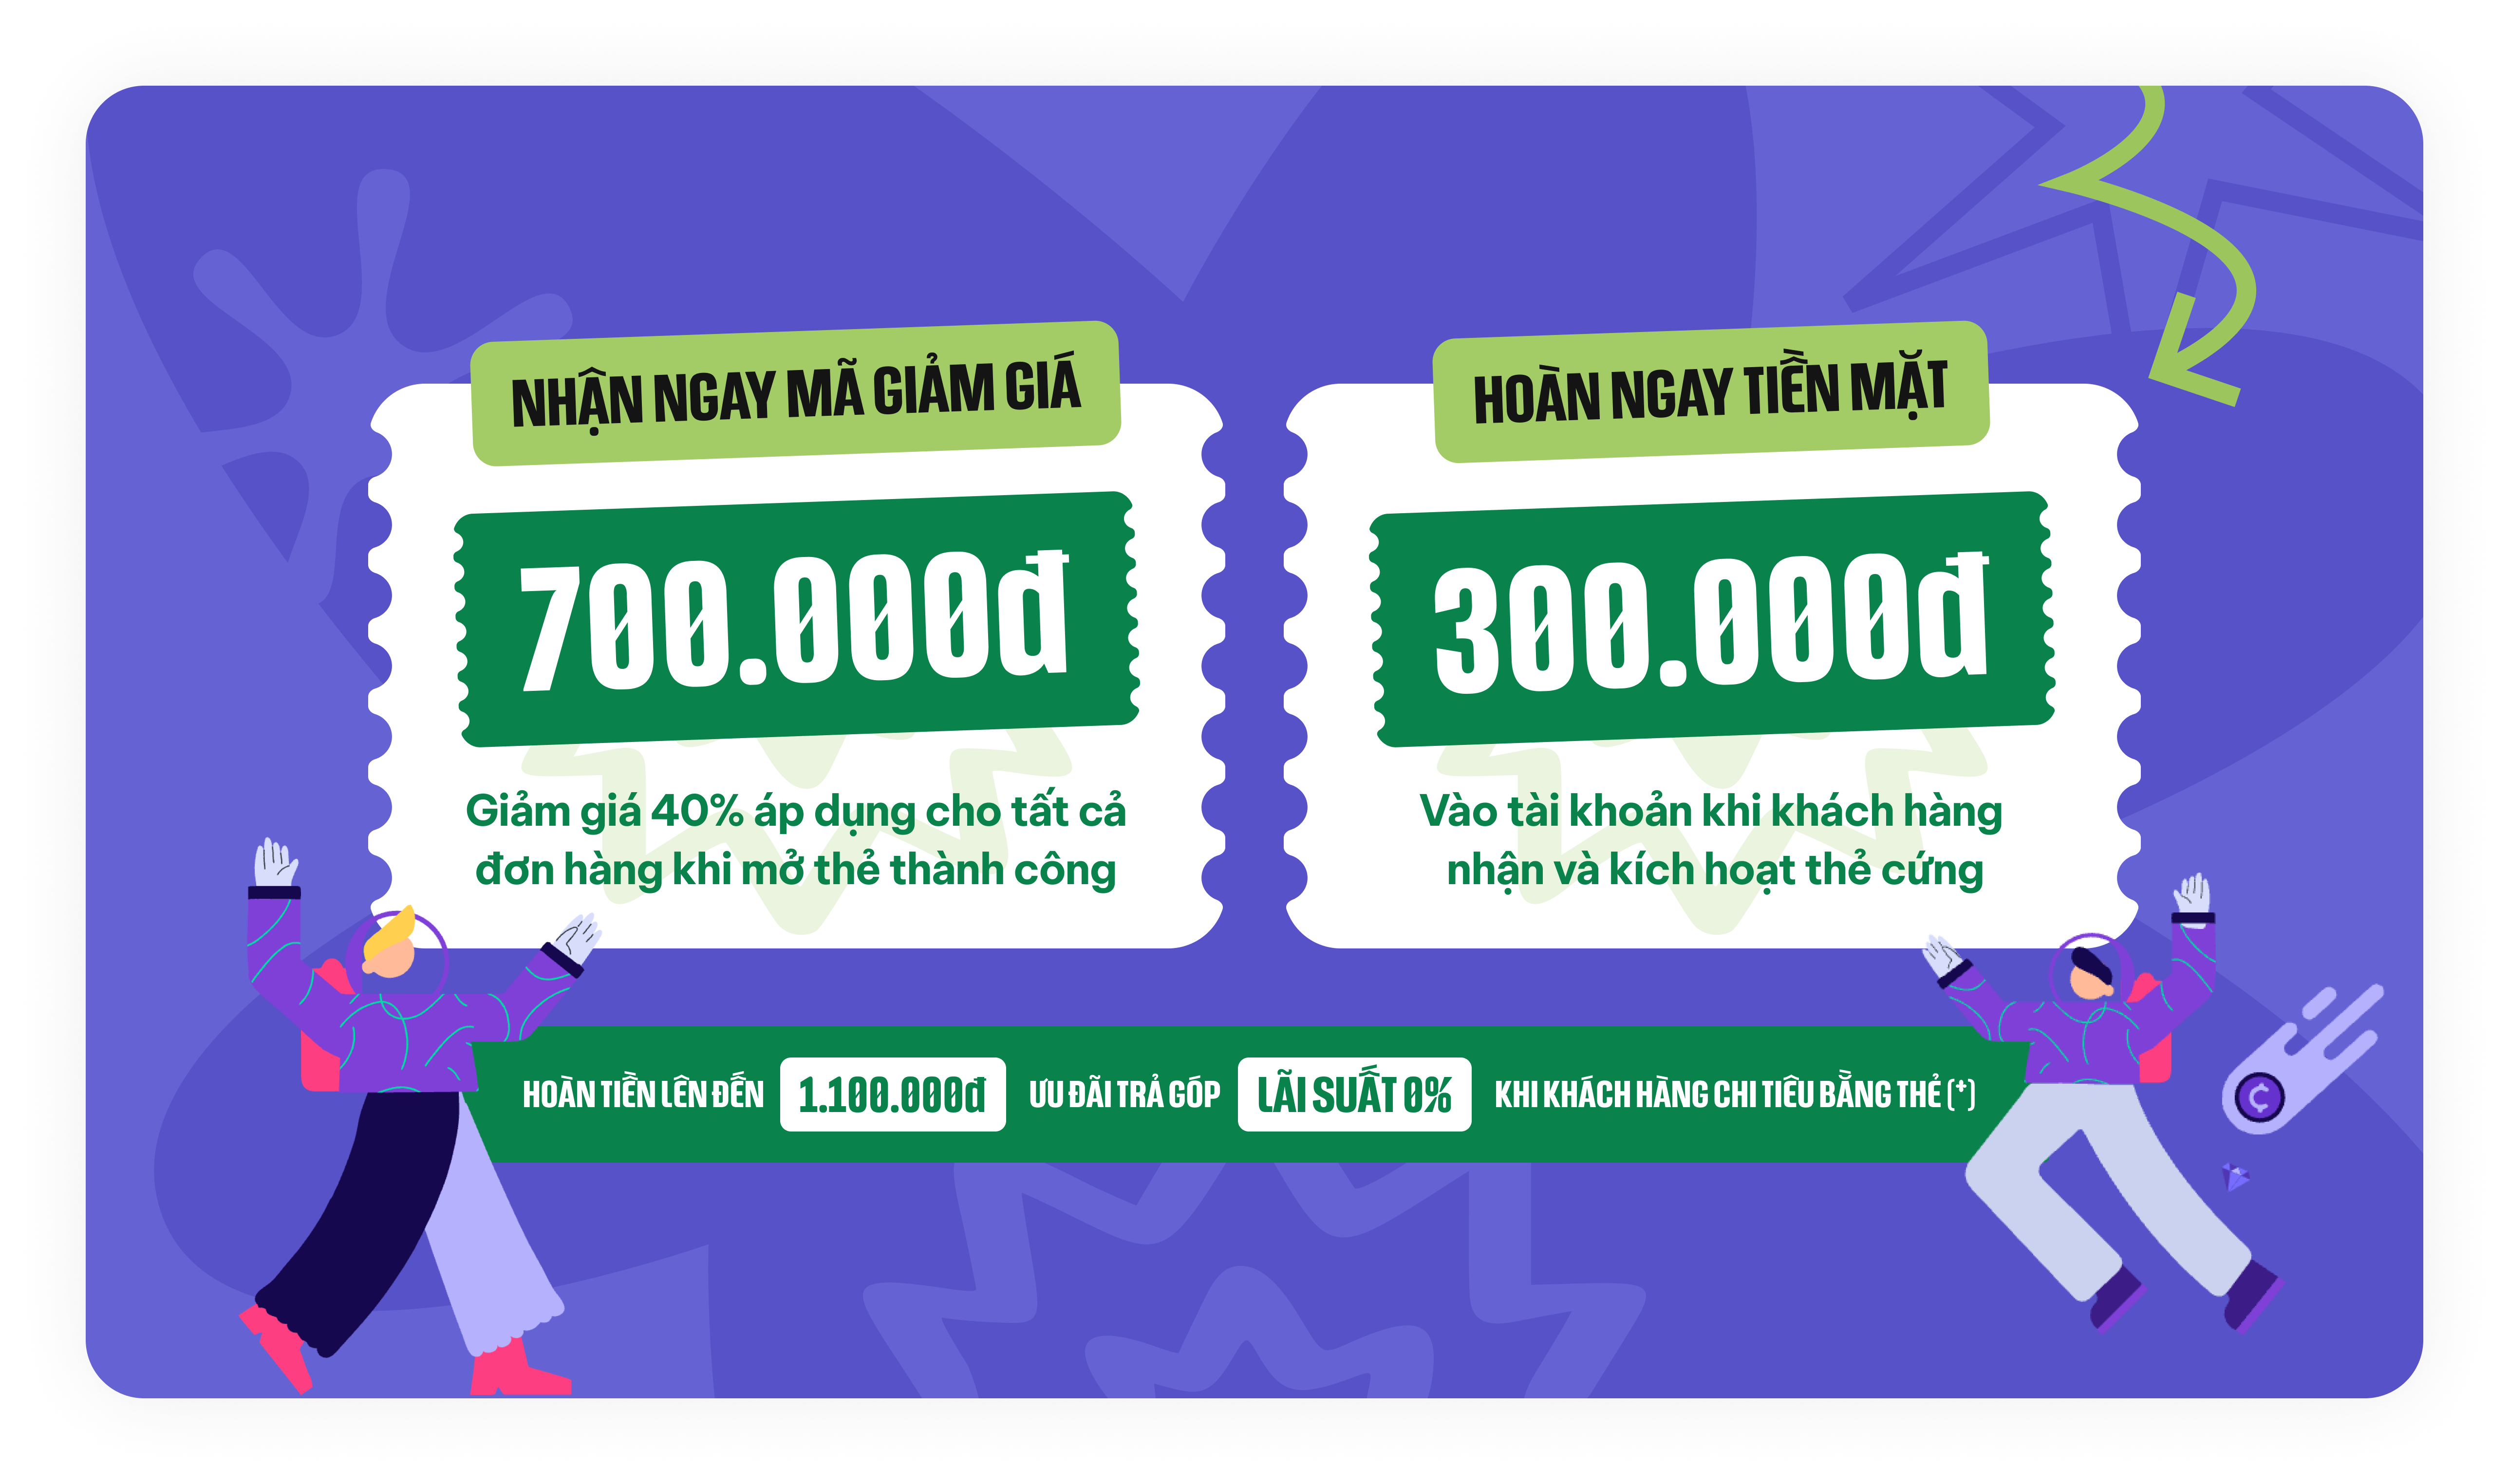 NHẬN NGAY MÃ GIẢM GIÁ
700.000đ
Giảm giá 40% áp dụng cho tất cả
đơn hàng khi mở thẻ thành công
HOÀN NGAY TIỀN MẶT
300.000đ
Vào tài khoản khi khách hàng
nhận và kích hoạt thẻ cứng
HOÀN TIỀN LÊN ĐẾN 1.100.000đ ƯU ĐÃI TRẢ GÓP LÃI SUẤT 0% KHI KHÁCH HÀNG CHI TIÊU BẰNG THẺ (*)